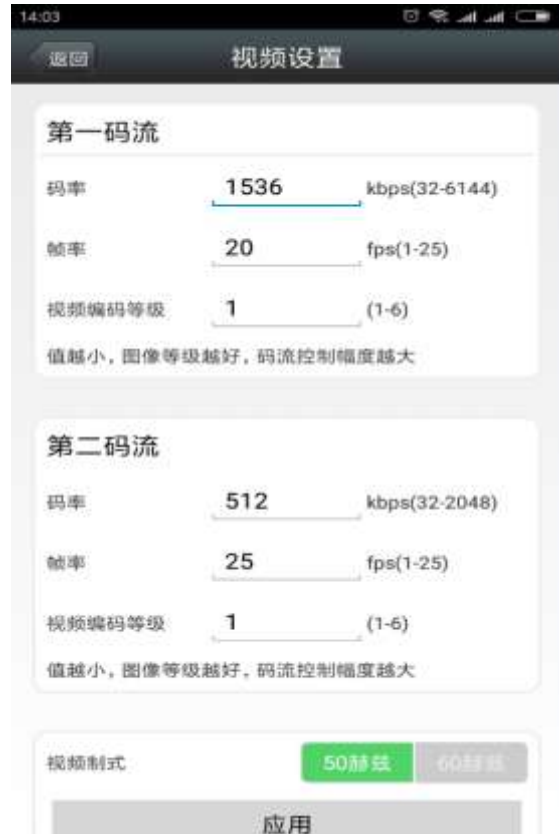 14:03
返回 视频设置
第一码流
码率 1536 kbps(32-6144)
帧率 20 fps(1-25)
视频编码等级 1 (1-6)
值越小，图像等级越好，码流控制幅度越大
第二码流
码率 512 kbps(32-2048)
帧率 25 fps(1-25)
视频编码等级 1 (1-6)
值越小，图像等级越好，码流控制幅度越大
视频制式 50赫兹 60赫兹
应用